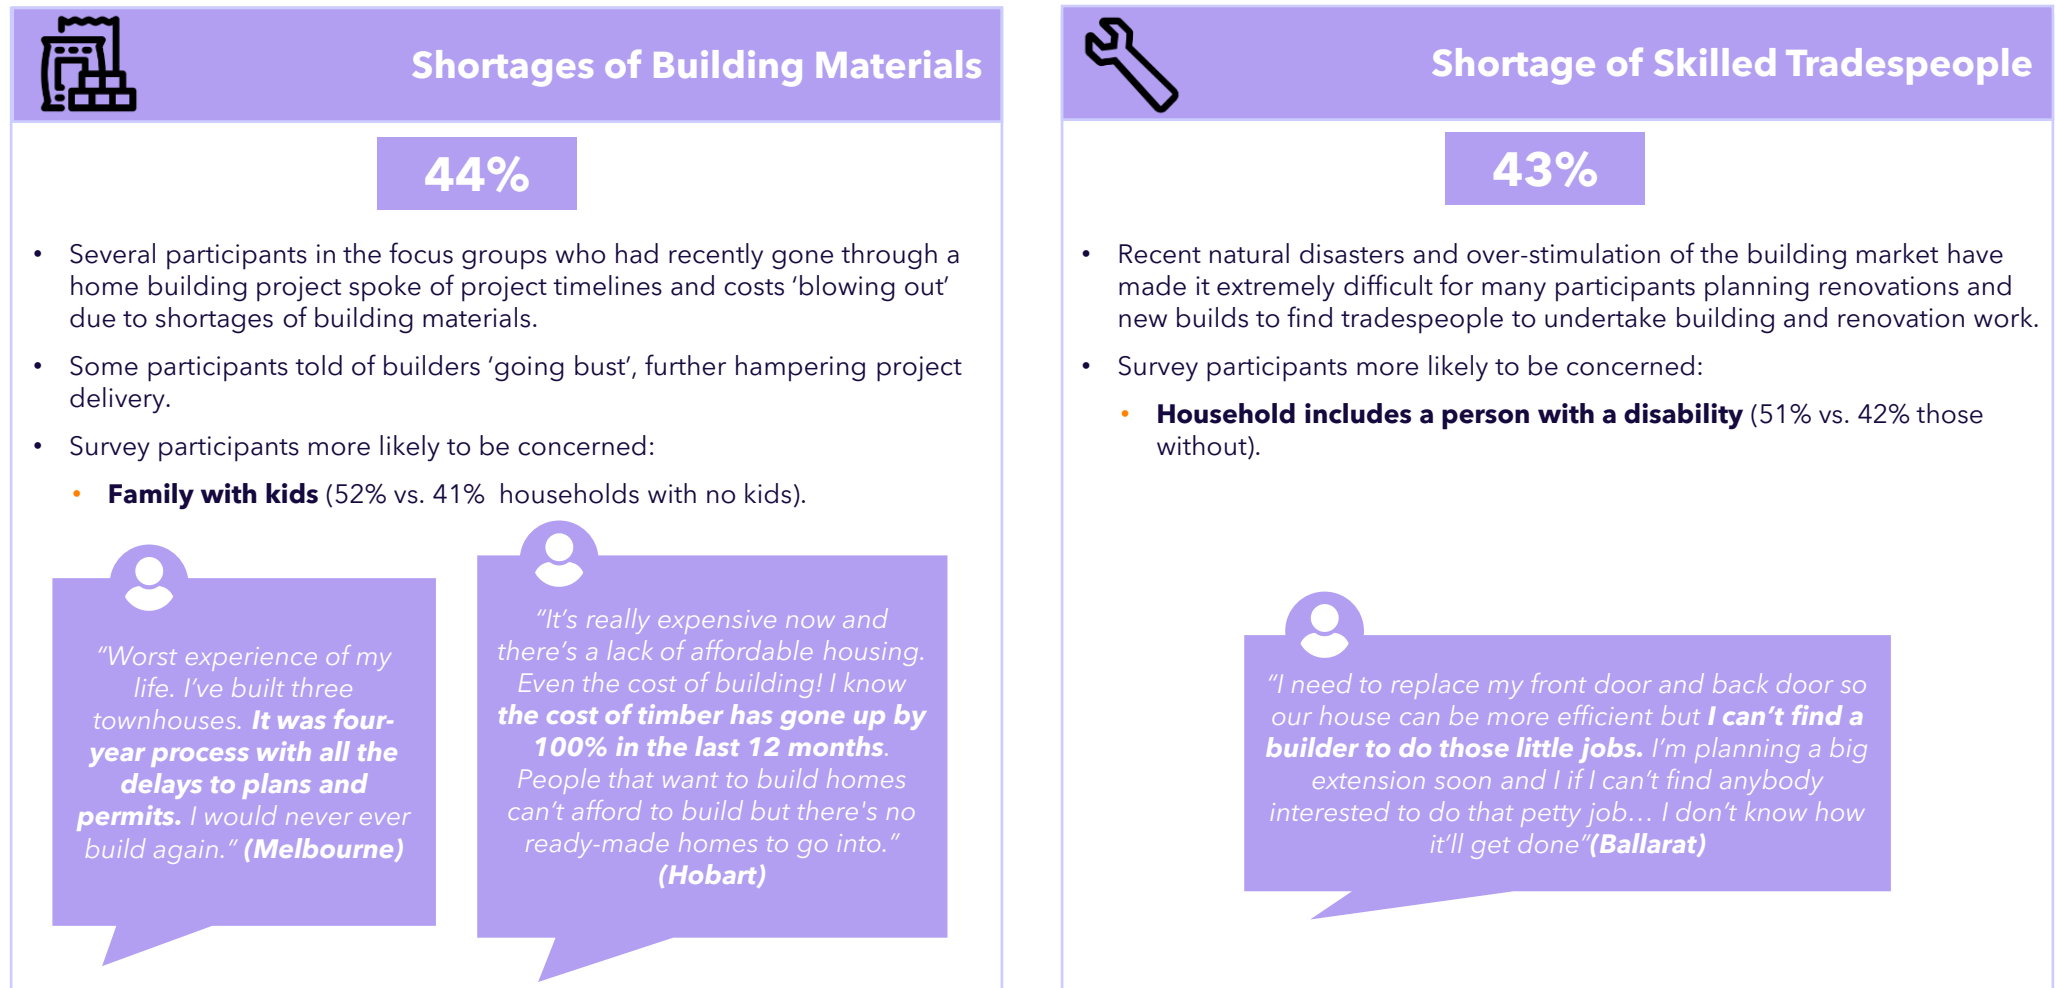 Shortages of Building Materials
44%
• Several participants in the focus groups who had recently gone through a
home building project spoke of project timelines and costs ‘blowing out’
due to shortages of building materials.
• Some participants told of builders ‘going bust’, further hampering project
delivery.
• Survey participants more likely to be concerned:
• Family with kids (52% vs. 41%  households with no kids).
“Worst experience of my
life. I’ve built three
townhouses. It was four-
year process with all the
delays to plans and
permits. I would never ever
build again.” (Melbourne)
“It’s really expensive now and
there’s a lack of affordable housing.
Even the cost of building! I know
the cost of timber has gone up by
100% in the last 12 months.
People that want to build homes
can’t afford to build but there's no
ready-made homes to go into.”
(Hobart)
Shortage of Skilled Tradespeople
43%
• Recent natural disasters and over-stimulation of the building market have
made it extremely difficult for many participants planning renovations and
new builds to find tradespeople to undertake building and renovation work.
• Survey participants more likely to be concerned:
• Household includes a person with a disability (51% vs. 42% those
without).
“I need to replace my front door and back door so
our house can be more efficient but I can’t find a
builder to do those little jobs. I’m planning a big
extension soon and I if I can’t find anybody
interested to do that petty job… I don’t know how
it’ll get done”(Ballarat)